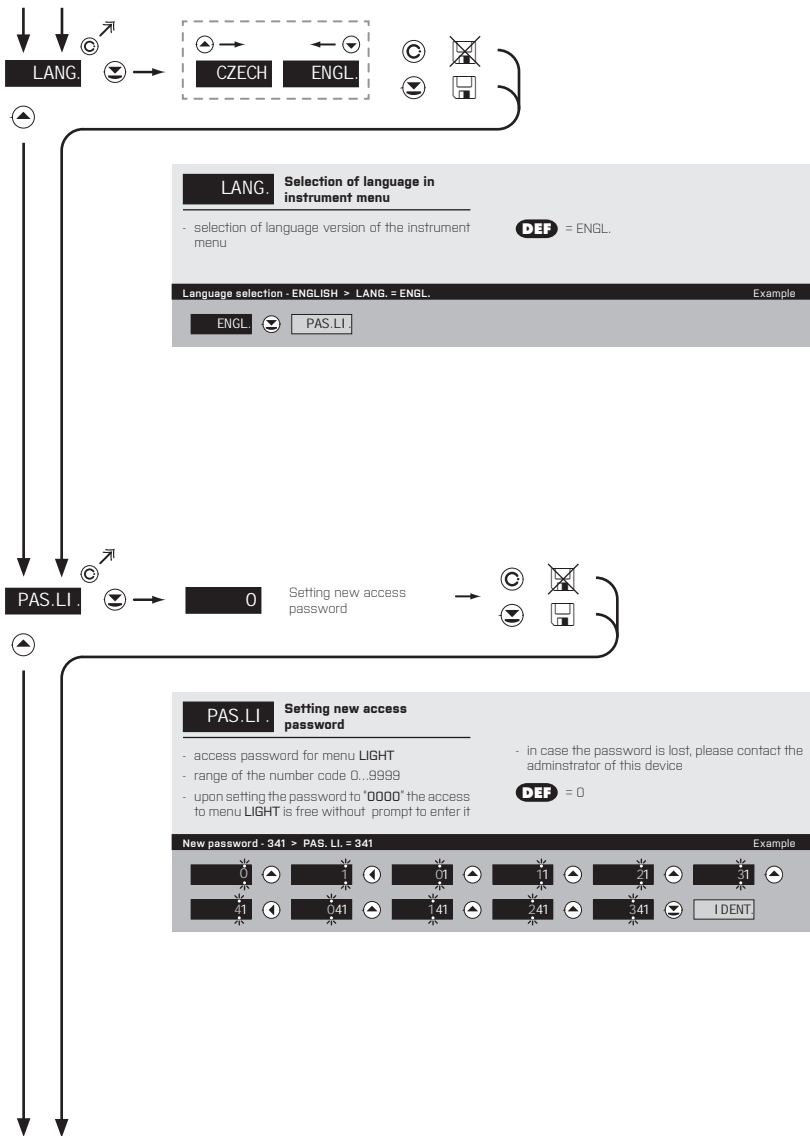 LANG.
CZECH ENGL.
LANG. Selection of language in
instrument menu
- selection of language version of the instrument
menu
DEF = ENGL.
Language selection - ENGLISH > LANG. = ENGL. Example
ENGL. PAS.LI.
PAS.LI. 0 Setting new access
password
PAS.LI. Setting new access
password
- access password for menu LIGHT
- range of the number code 0...9999
- upon setting the password to "0000" the access
to menu LIGHT is free without prompt to enter it
- in case the password is lost, please contact the
adminstrator of this device
DEF = 0
New password - 341 > PAS. LI. = 341 Example
0 1 01 11 21 31
41 041 141 241 341 IDENT.